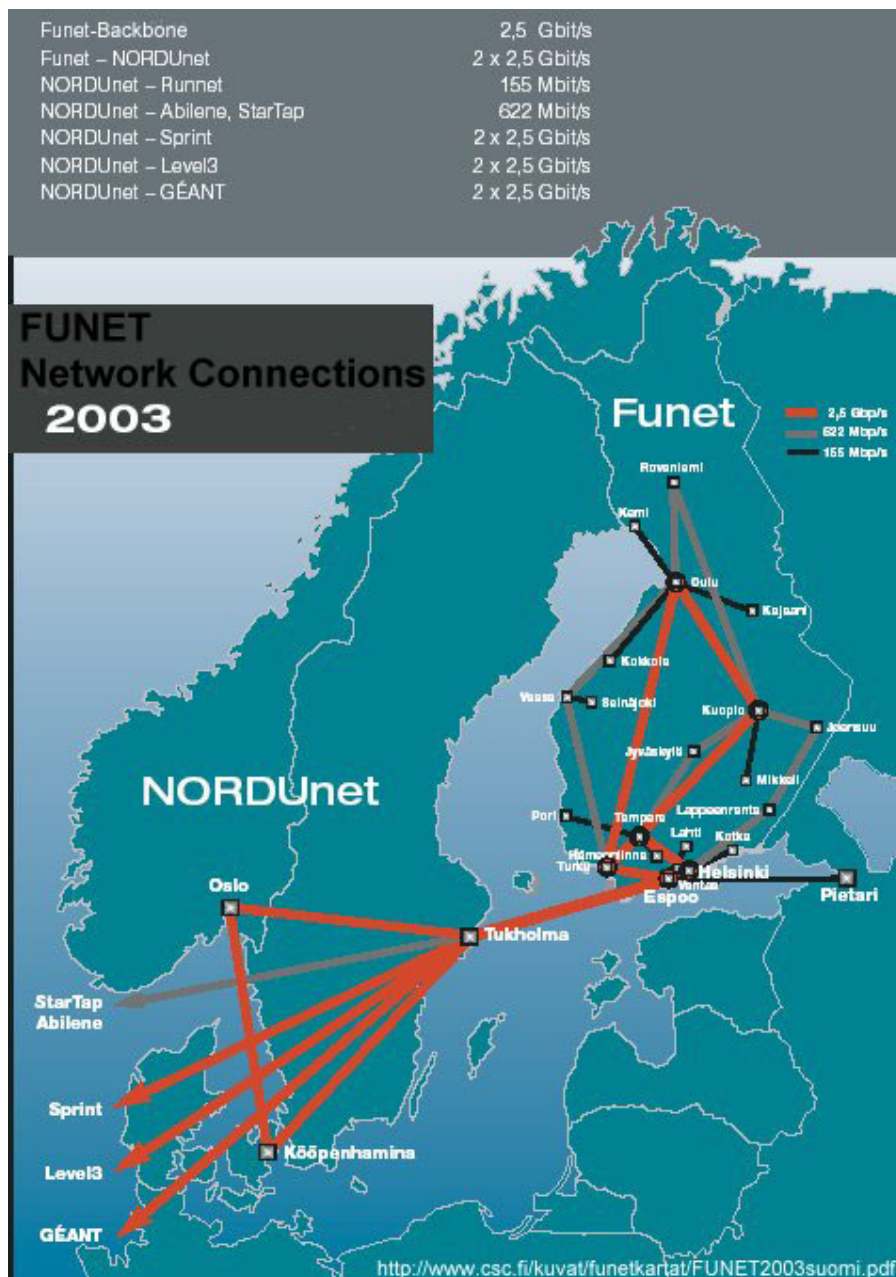 Funet-Backbone 2,5 Gbit/s
Funet – NORDUnet 2 x 2,5 Gbit/s
NORDUnet – Runnet 155 Mbit/s
NORDUnet – Abilene, StarTap 622 Mbit/s
NORDUnet – Sprint 2 x 2,5 Gbit/s
NORDUnet – Level3 2 x 2,5 Gbit/s
NORDUnet – GÉANT 2 x 2,5 Gbit/s
FUNET
Network Connections
2003
Funet
2,5 Gbp/s
622 Mbp/s
155 Mbp/s
Rovaniemi
Kemi
Oulu
Kajaani
Kokkola
Vaasa
Seinäjoki
Kuopio
Joensuu
Jyväskylä
Mikkeli
NORDUnet
Pori
Tampere
Lappeenranta
Lahti
Kotka
Hämeenlinna
Turku
Helsinki
Vantaa
Espoo
Pietari
Oslo
Tukholma
StarTap
Abilene
Sprint
Kööpenhamina
Level3
GÉANT
http://www.csc.fi/kuvat/funetkartat/FUNET2003suomi.pdf